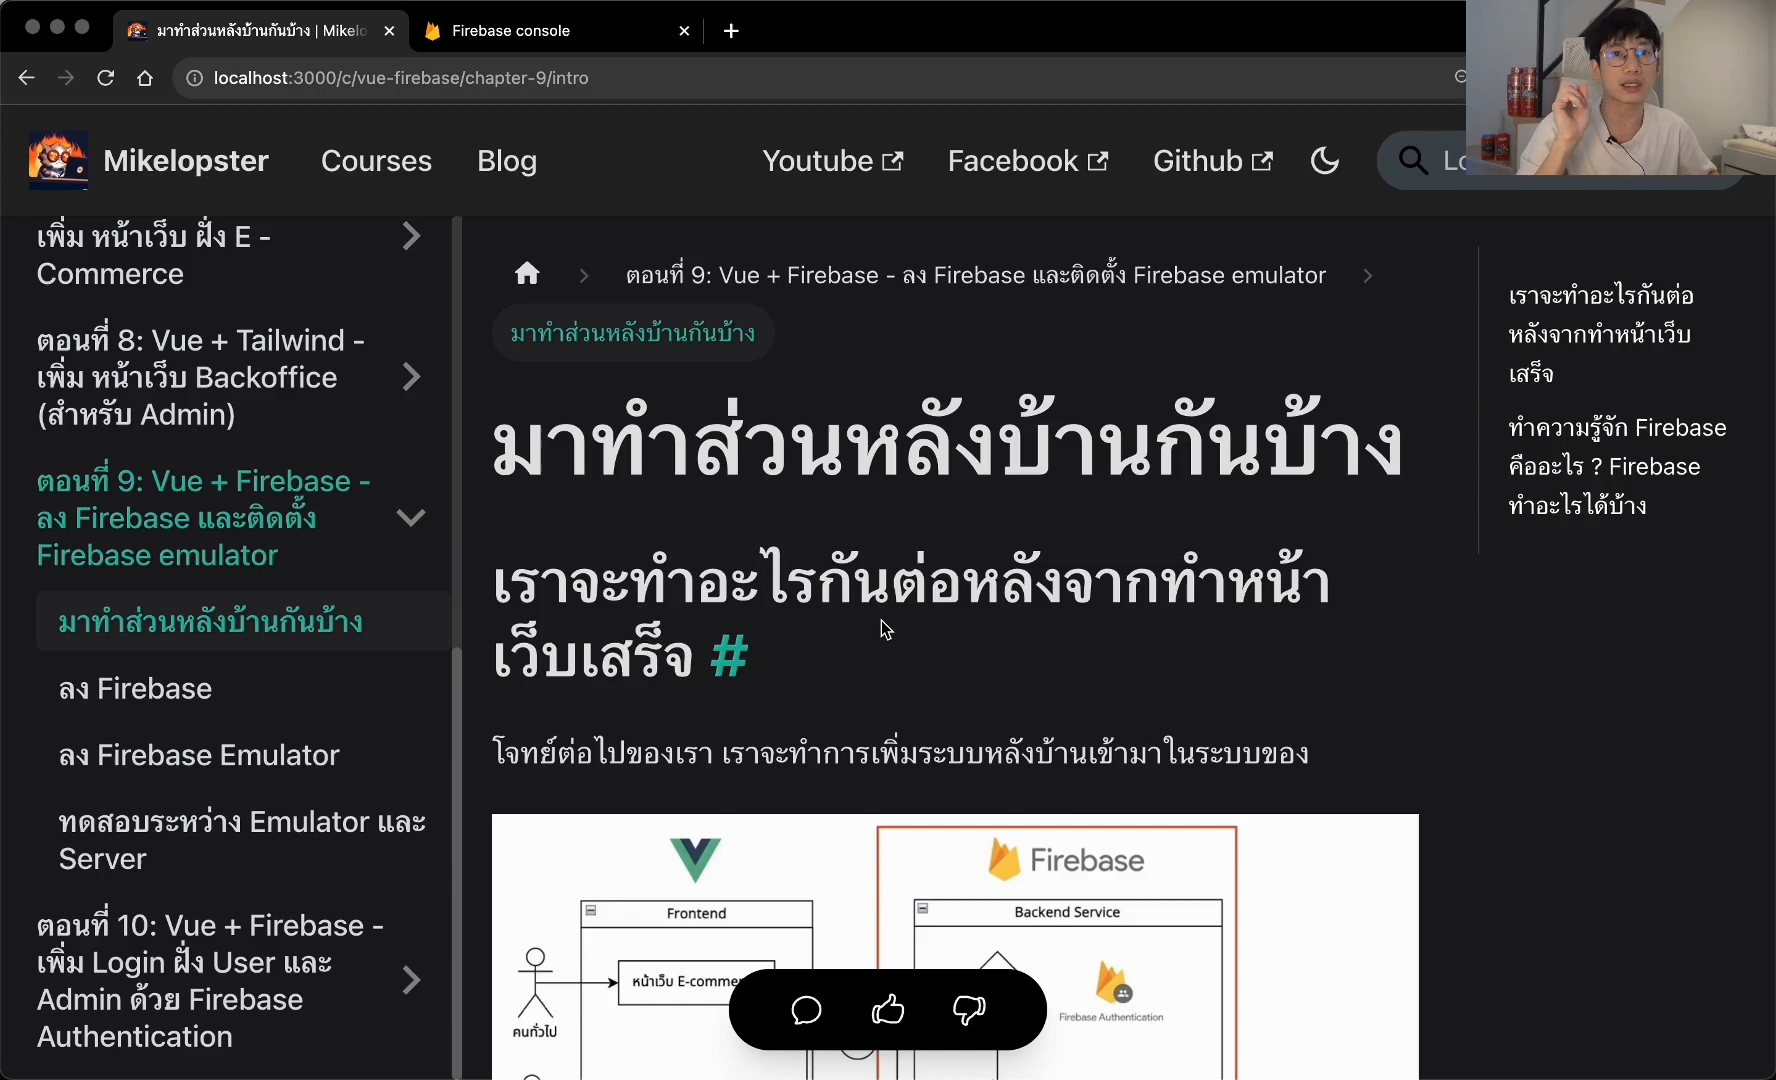 มาทำส่วนหลังบ้านกันบ้าง | Mikelo
Firebase console
localhost:3000/c/vue-firebase/chapter-9/intro
Mikelopster
Courses
Blog
Youtube
Facebook
Github
เพิ่ม หน้าเว็บ ฝั่ง E -
Commerce
ตอนที่ 8: Vue + Tailwind -
เพิ่ม หน้าเว็บ Backoffice
(สำหรับ Admin)
ตอนที่ 9: Vue + Firebase -
ลง Firebase และติดตั้ง
Firebase emulator
มาทำส่วนหลังบ้านกันบ้าง
ลง Firebase
ลง Firebase Emulator
ทดสอบระหว่าง Emulator และ
Server
ตอนที่ 10: Vue + Firebase -
เพิ่ม Login ฝั่ง User และ
Admin ด้วย Firebase
Authentication
ตอนที่ 9: Vue + Firebase - ลง Firebase และติดตั้ง Firebase emulator
มาทำส่วนหลังบ้านกันบ้าง
มาทำส่วนหลังบ้านกันบ้าง
เราจะทำอะไรกันต่อหลังจากทำหน้า
เว็บเสร็จ #
โจทย์ต่อไปของเรา เราจะทำการเพิ่มระบบหลังบ้านเข้ามาในระบบของ
Firebase
Frontend
Backend Service
หน้าเว็บ E-comme
Firebase Authentication
คนทั่วไป
เราจะทำอะไรกันต่อ
หลังจากทำหน้าเว็บ
เสร็จ
ทำความรู้จัก Firebase
คืออะไร ? Firebase
ทำอะไรได้บ้าง